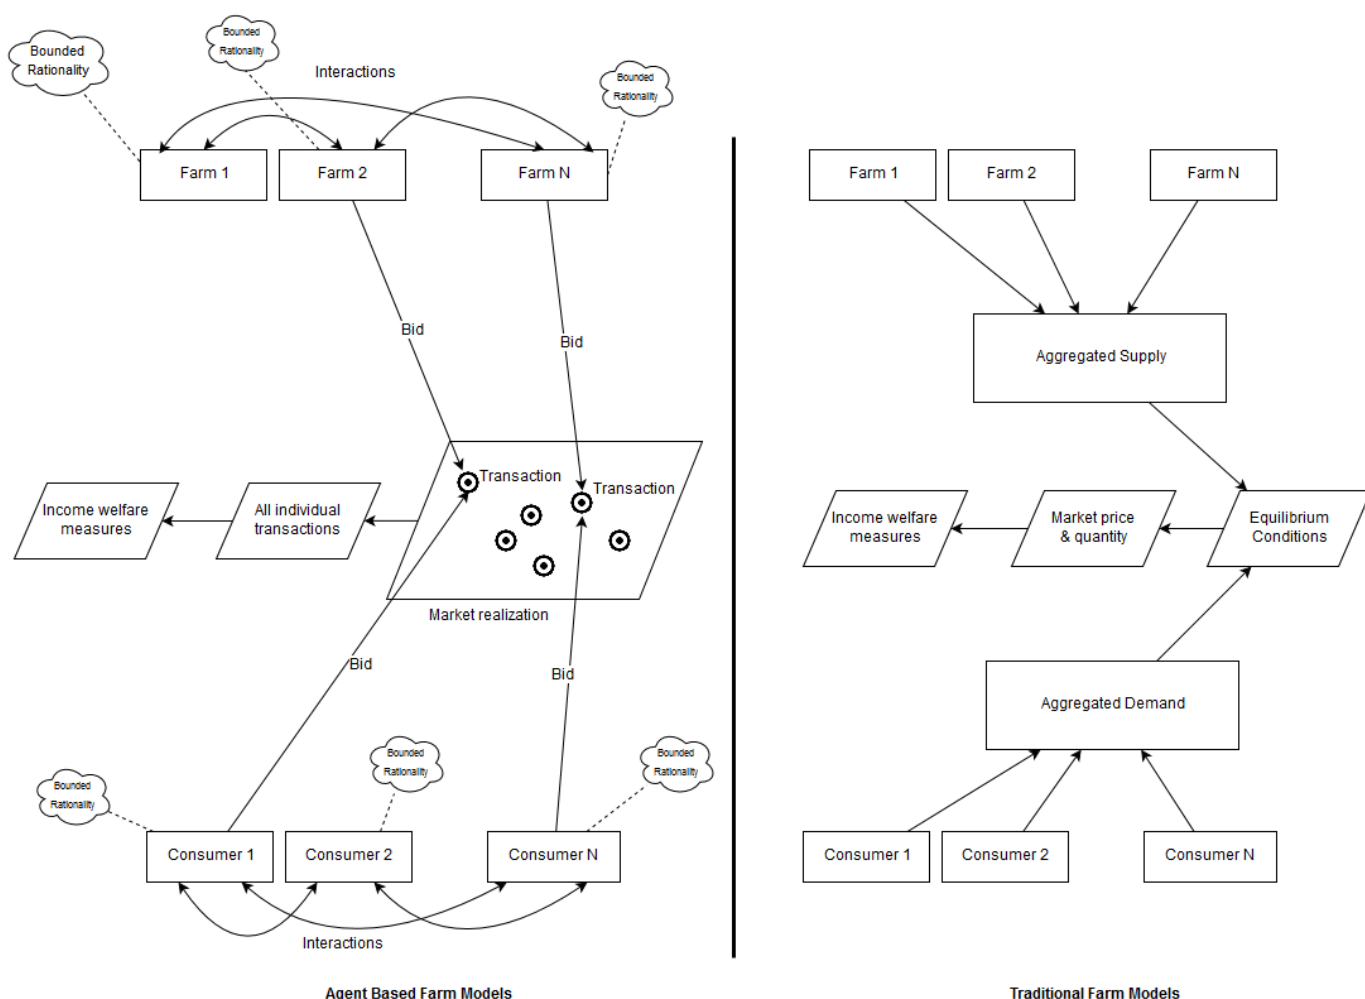 Bounded
Rationality
Bounded
Rationality
Interactions
Bounded
Rationality
Farm 1
Farm 2
Farm N
Bid
Bid
Transaction
Transaction
Income welfare
measures
All individual
transactions
Market realization
Bid
Bid
Bounded
Rationality
Bounded
Rationality
Bounded
Rationality
Consumer 1
Consumer 2
Consumer N
Interactions
Agent Based Farm Models
Farm 1
Farm 2
Farm N
Aggregated Supply
Income welfare
measures
Market price
& quantity
Equilibrium
Conditions
Aggregated Demand
Consumer 1
Consumer 2
Consumer N
Traditional Farm Models